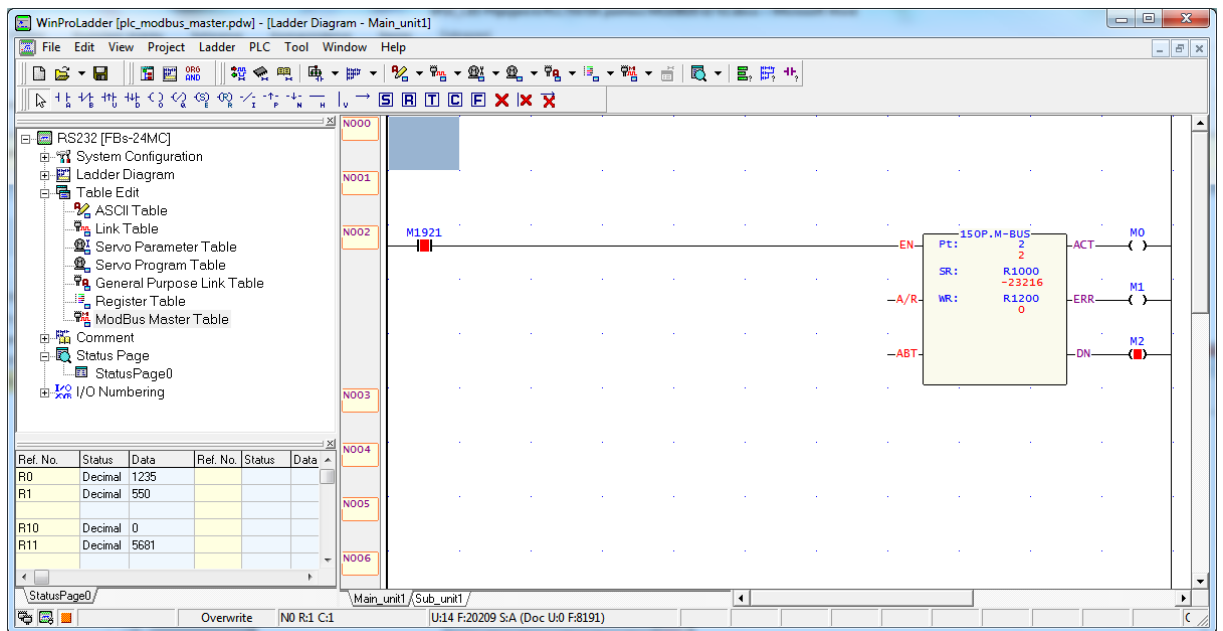 WinProLadder [plc_modbus_master.pdw] - [Ladder Diagram - Main_unit1]
File Edit View Project Ladder PLC Tool Window Help
ORG
AND
A B U D ( ) Q S R I P N H V S R T C F
RS232 [FBs-24MC]
System Configuration
Ladder Diagram
Table Edit
ASCII Table
Link Table
Servo Parameter Table
Servo Program Table
General Purpose Link Table
Register Table
ModBus Master Table
Comment
Status Page
StatusPage0
I/O Numbering
Ref. No. Status Data Ref. No. Status Data
R0 Decimal 1235
R1 Decimal 550
R10 Decimal 0
R11 Decimal 5681
StatusPage0
N000
N001
N002 M1921
150P.M-BUS
EN Pt: 2 ACT M0
2
SR: R1000
-23216
A/R WR: R1200 ERR M1
0
ABT DN M2
N003
N004
N005
N006
Main_unit1 Sub_unit1
Overwrite N0 R:1 C:1 U:14 F:20209 S:A (Doc U:0 F:8191)